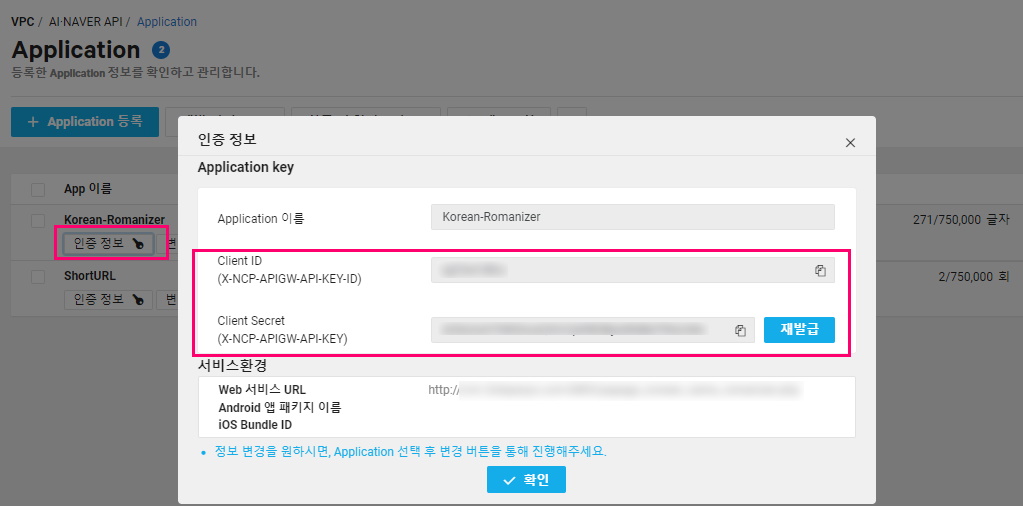 VPC / AI·NAVER API / Application
Application 2
등록한 Application 정보를 확인하고 관리합니다.
+ Application 등록
인증 정보
Application key
App 이름
Application 이름
Korean-Romanizer
Korean-Romanizer
271/750,000 글자
인증 정보
변
Client ID
(X-NCP-APIGW-API-KEY-ID)
ShortURL
2/750,000 회
인증 정보
변
Client Secret
(X-NCP-APIGW-API-KEY)
재발급
서비스환경
Web 서비스 URL
http:/
Android 앱 패키지 이름
iOS Bundle ID
정보 변경을 원하시면, Application 선택 후 변경 버튼을 통해 진행해주세요.
확인